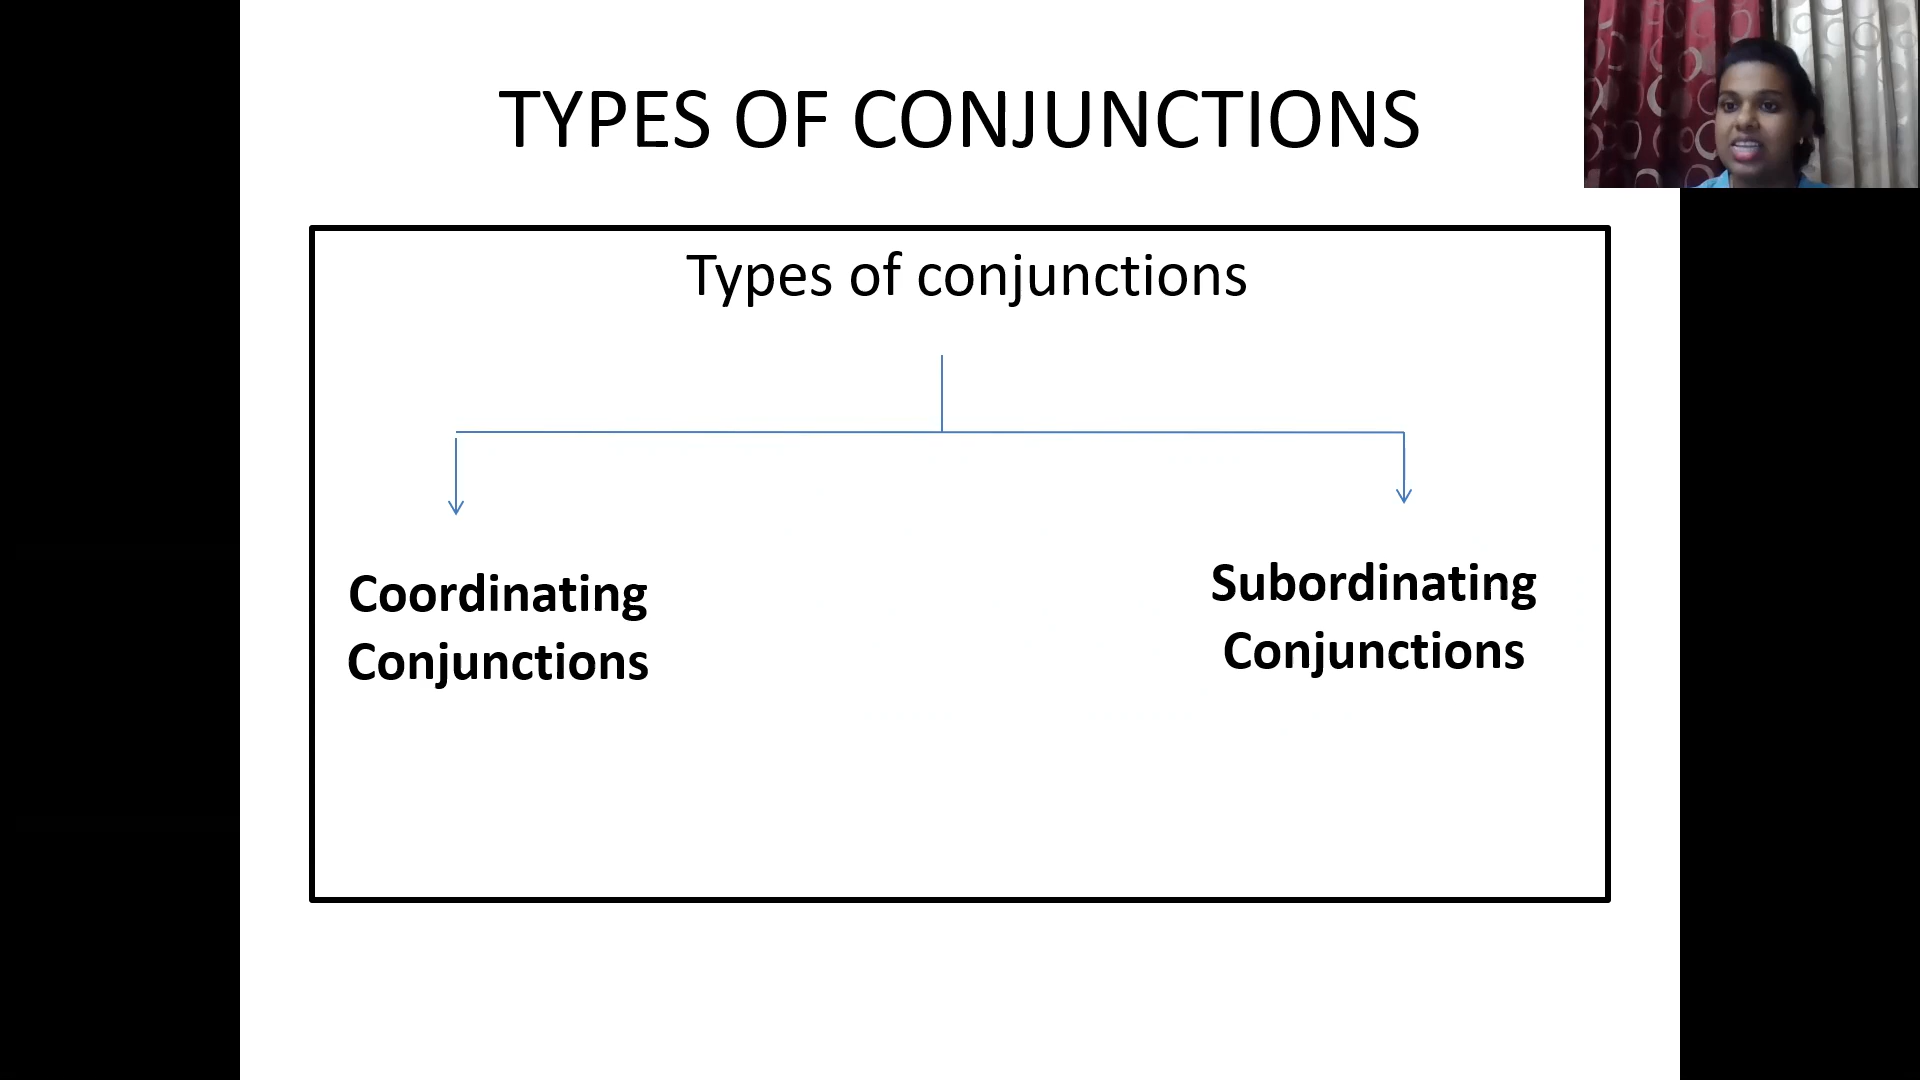 TYPES OF CONJUNCTIONS
Types of conjunctions
Coordinating
Conjunctions
Subordinating
Conjunctions